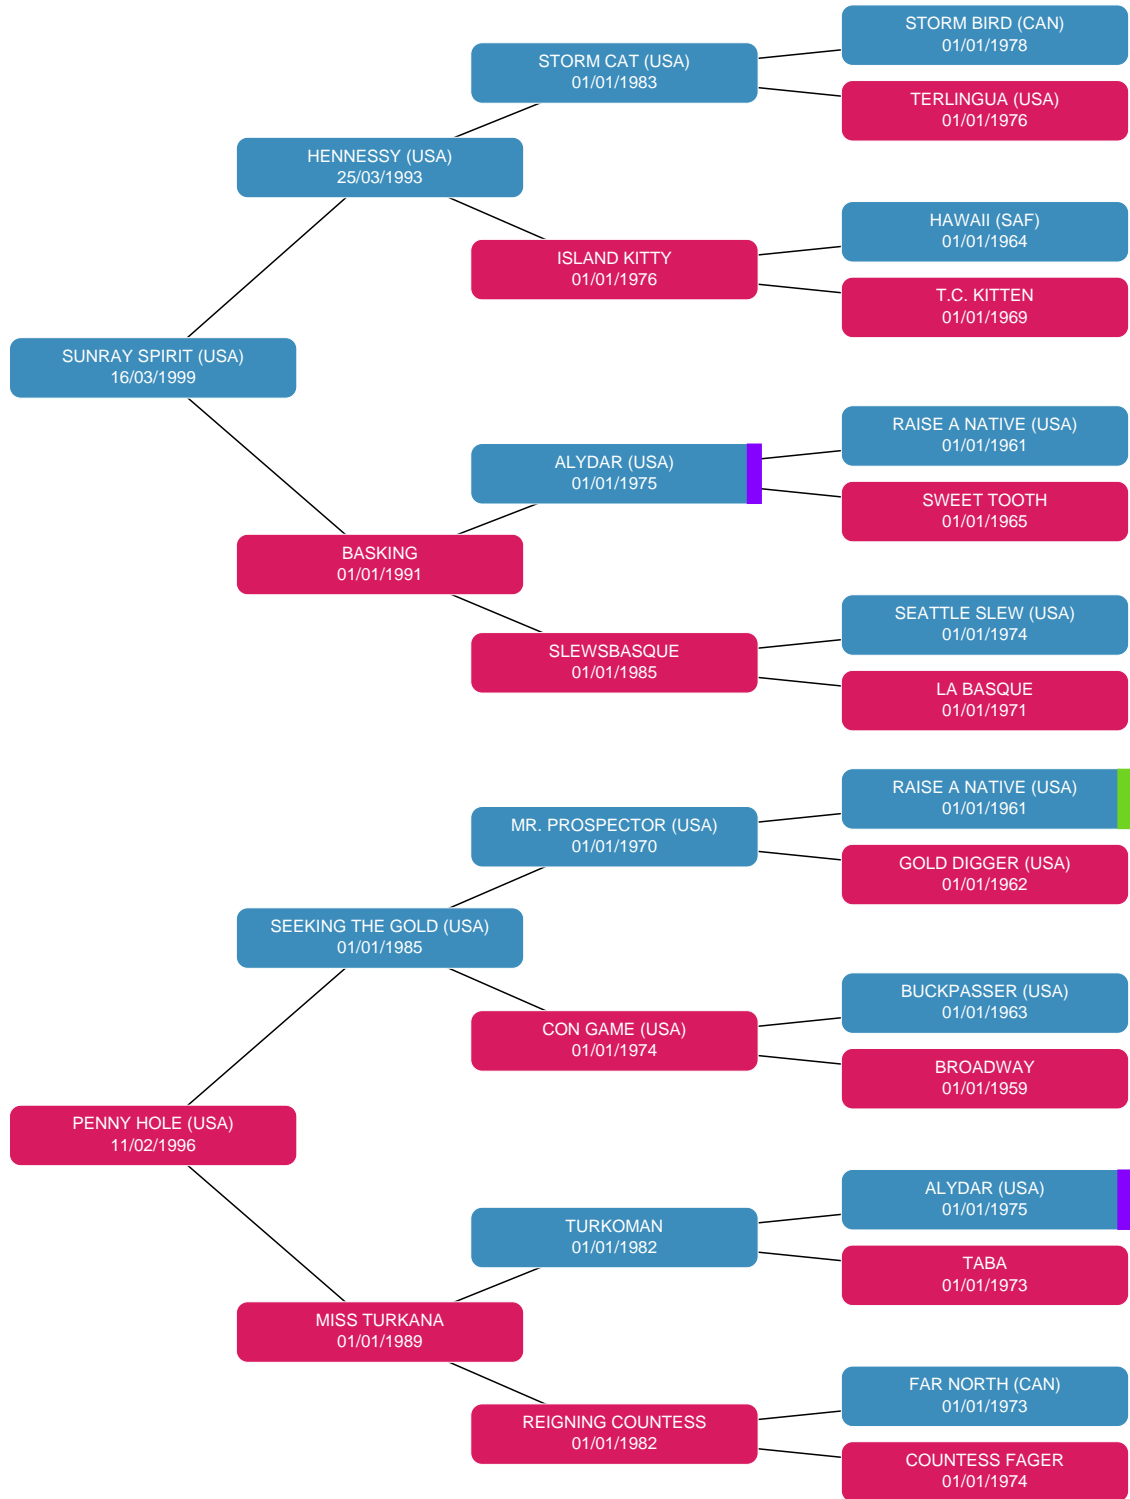 STORM BIRD (CAN)
01/01/1978
STORM CAT (USA)
01/01/1983
TERLINGUA (USA)
01/01/1976
HENNESSY (USA)
25/03/1993
HAWAII (SAF)
01/01/1964
ISLAND KITTY
01/01/1976
T.C. KITTEN
01/01/1969
SUNRAY SPIRIT (USA)
16/03/1999
RAISE A NATIVE (USA)
01/01/1961
ALYDAR (USA)
01/01/1975
SWEET TOOTH
01/01/1965
BASKING
01/01/1991
SEATTLE SLEW (USA)
01/01/1974
SLEWSBASQUE
01/01/1985
LA BASQUE
01/01/1971
RAISE A NATIVE (USA)
01/01/1961
MR. PROSPECTOR (USA)
01/01/1970
GOLD DIGGER (USA)
01/01/1962
SEEKING THE GOLD (USA)
01/01/1985
BUCKPASSER (USA)
01/01/1963
CON GAME (USA)
01/01/1974
BROADWAY
01/01/1959
PENNY HOLE (USA)
11/02/1996
ALYDAR (USA)
01/01/1975
TURKOMAN
01/01/1982
TABA
01/01/1973
MISS TURKANA
01/01/1989
FAR NORTH (CAN)
01/01/1973
REIGNING COUNTESS
01/01/1982
COUNTESS FAGER
01/01/1974